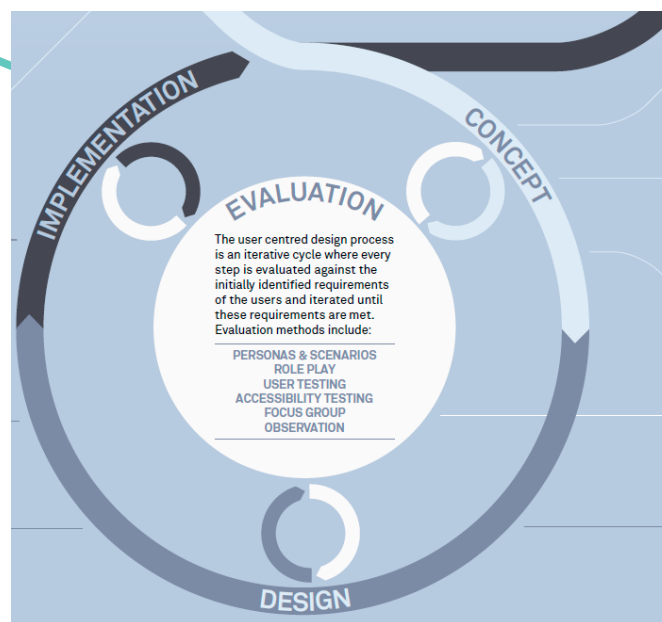 IMPLEMENTATION
CONCEPT
EVALUATION
The user centred design process
is an iterative cycle where every
step is evaluated against the
initially identified requirements
of the users and iterated until
these requirements are met.
Evaluation methods include:
PERSONAS & SCENARIOS
ROLE PLAY
USER TESTING
ACCESSIBILITY TESTING
FOCUS GROUP
OBSERVATION
DESIGN